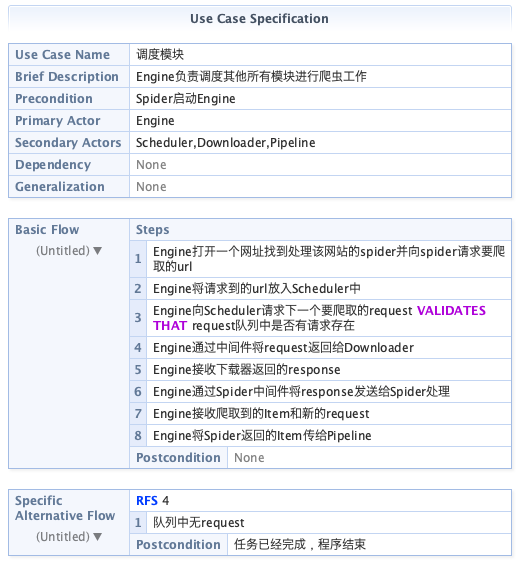 Use Case Specification
Use Case Name 调度模块
Brief Description Engine负责调度其他所有模块进行爬虫工作
Precondition Spider启动Engine
Primary Actor Engine
Secondary Actors Scheduler,Downloader,Pipeline
Dependency None
Generalization None
Basic Flow
(Untitled) ▼
Steps
1 Engine打开一个网址找到处理该网站的spider并向spider请求要爬
取的url
2 Engine将请求到的url放入Scheduler中
3 Engine向Scheduler请求下一个要爬取的request VALIDATES
THAT request队列中是否有请求存在
4 Engine通过中间件将request返回给Downloader
5 Engine接收下载器返回的response
6 Engine通过Spider中间件将response发送给Spider处理
7 Engine接收爬取到的Item和新的request
8 Engine将Spider返回的Item传给Pipeline
Postcondition None
Specific
Alternative Flow
(Untitled) ▼
RFS 4
1 队列中无request
Postcondition 任务已经完成，程序结束